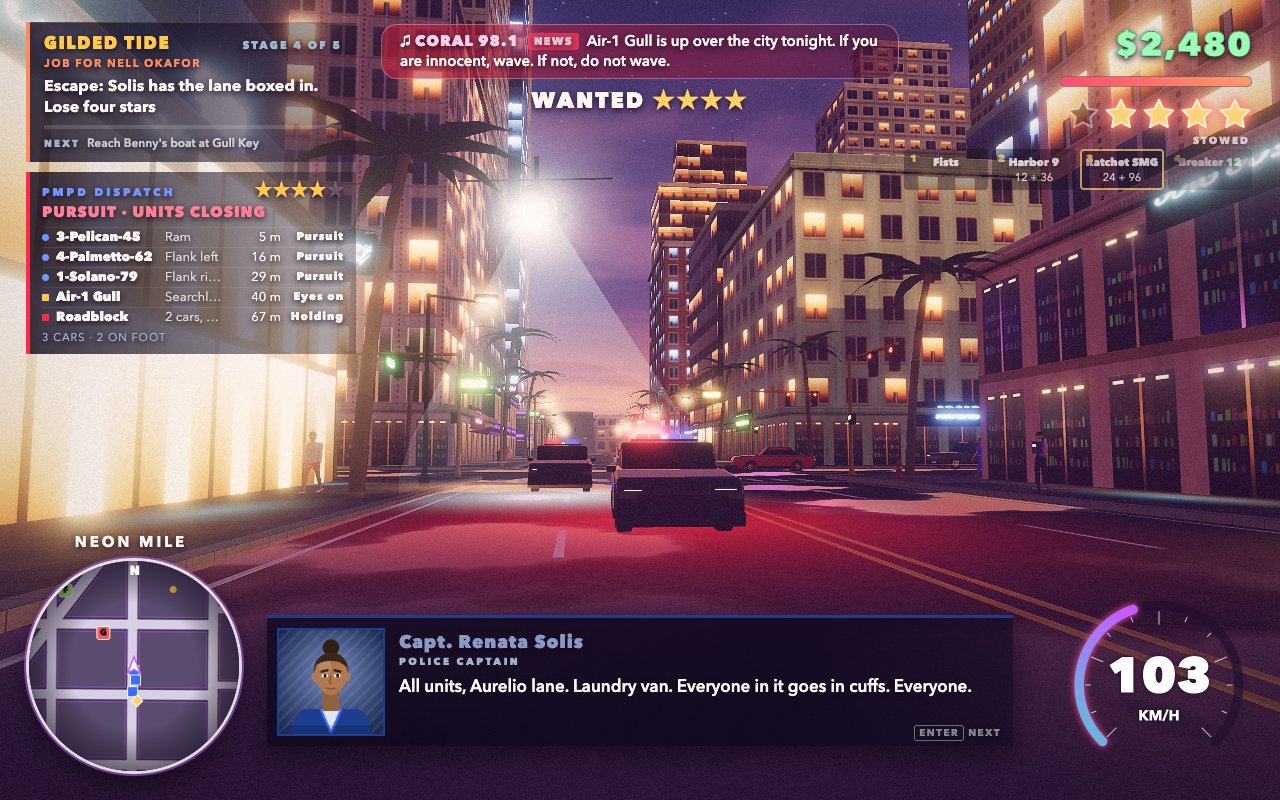 GILDED TIDE
STAGE 4 OF 5
JOB FOR NELL OKAFOR
Escape: Solis has the lane boxed in.
Lose four stars
NEXT Reach Benny's boat at Gull Key
PMPD DISPATCH
PURSUIT · UNITS CLOSING
3-Pelican-45 Ram 5 m Pursuit
4-Palmetto-62 Flank left 16 m Pursuit
1-Solano-79 Flank ri... 29 m Pursuit
Air-1 Gull Searchl... 40 m Eyes on
Roadblock 2 cars, ... 67 m Holding
3 CARS · 2 ON FOOT
CORAL 98.1 NEWS Air-1 Gull is up over the city tonight. If you
are innocent, wave. If not, do not wave.
WANTED
$2,480
STOWED
1 Fists
2 Harbor 9
12 + 36
Ratchet SMG
24 + 96
4 Breaker 12
NEON MILE
N
G
Capt. Renata Solis
POLICE CAPTAIN
All units, Aurelio lane. Laundry van. Everyone in it goes in cuffs. Everyone.
ENTER NEXT
103
KM/H